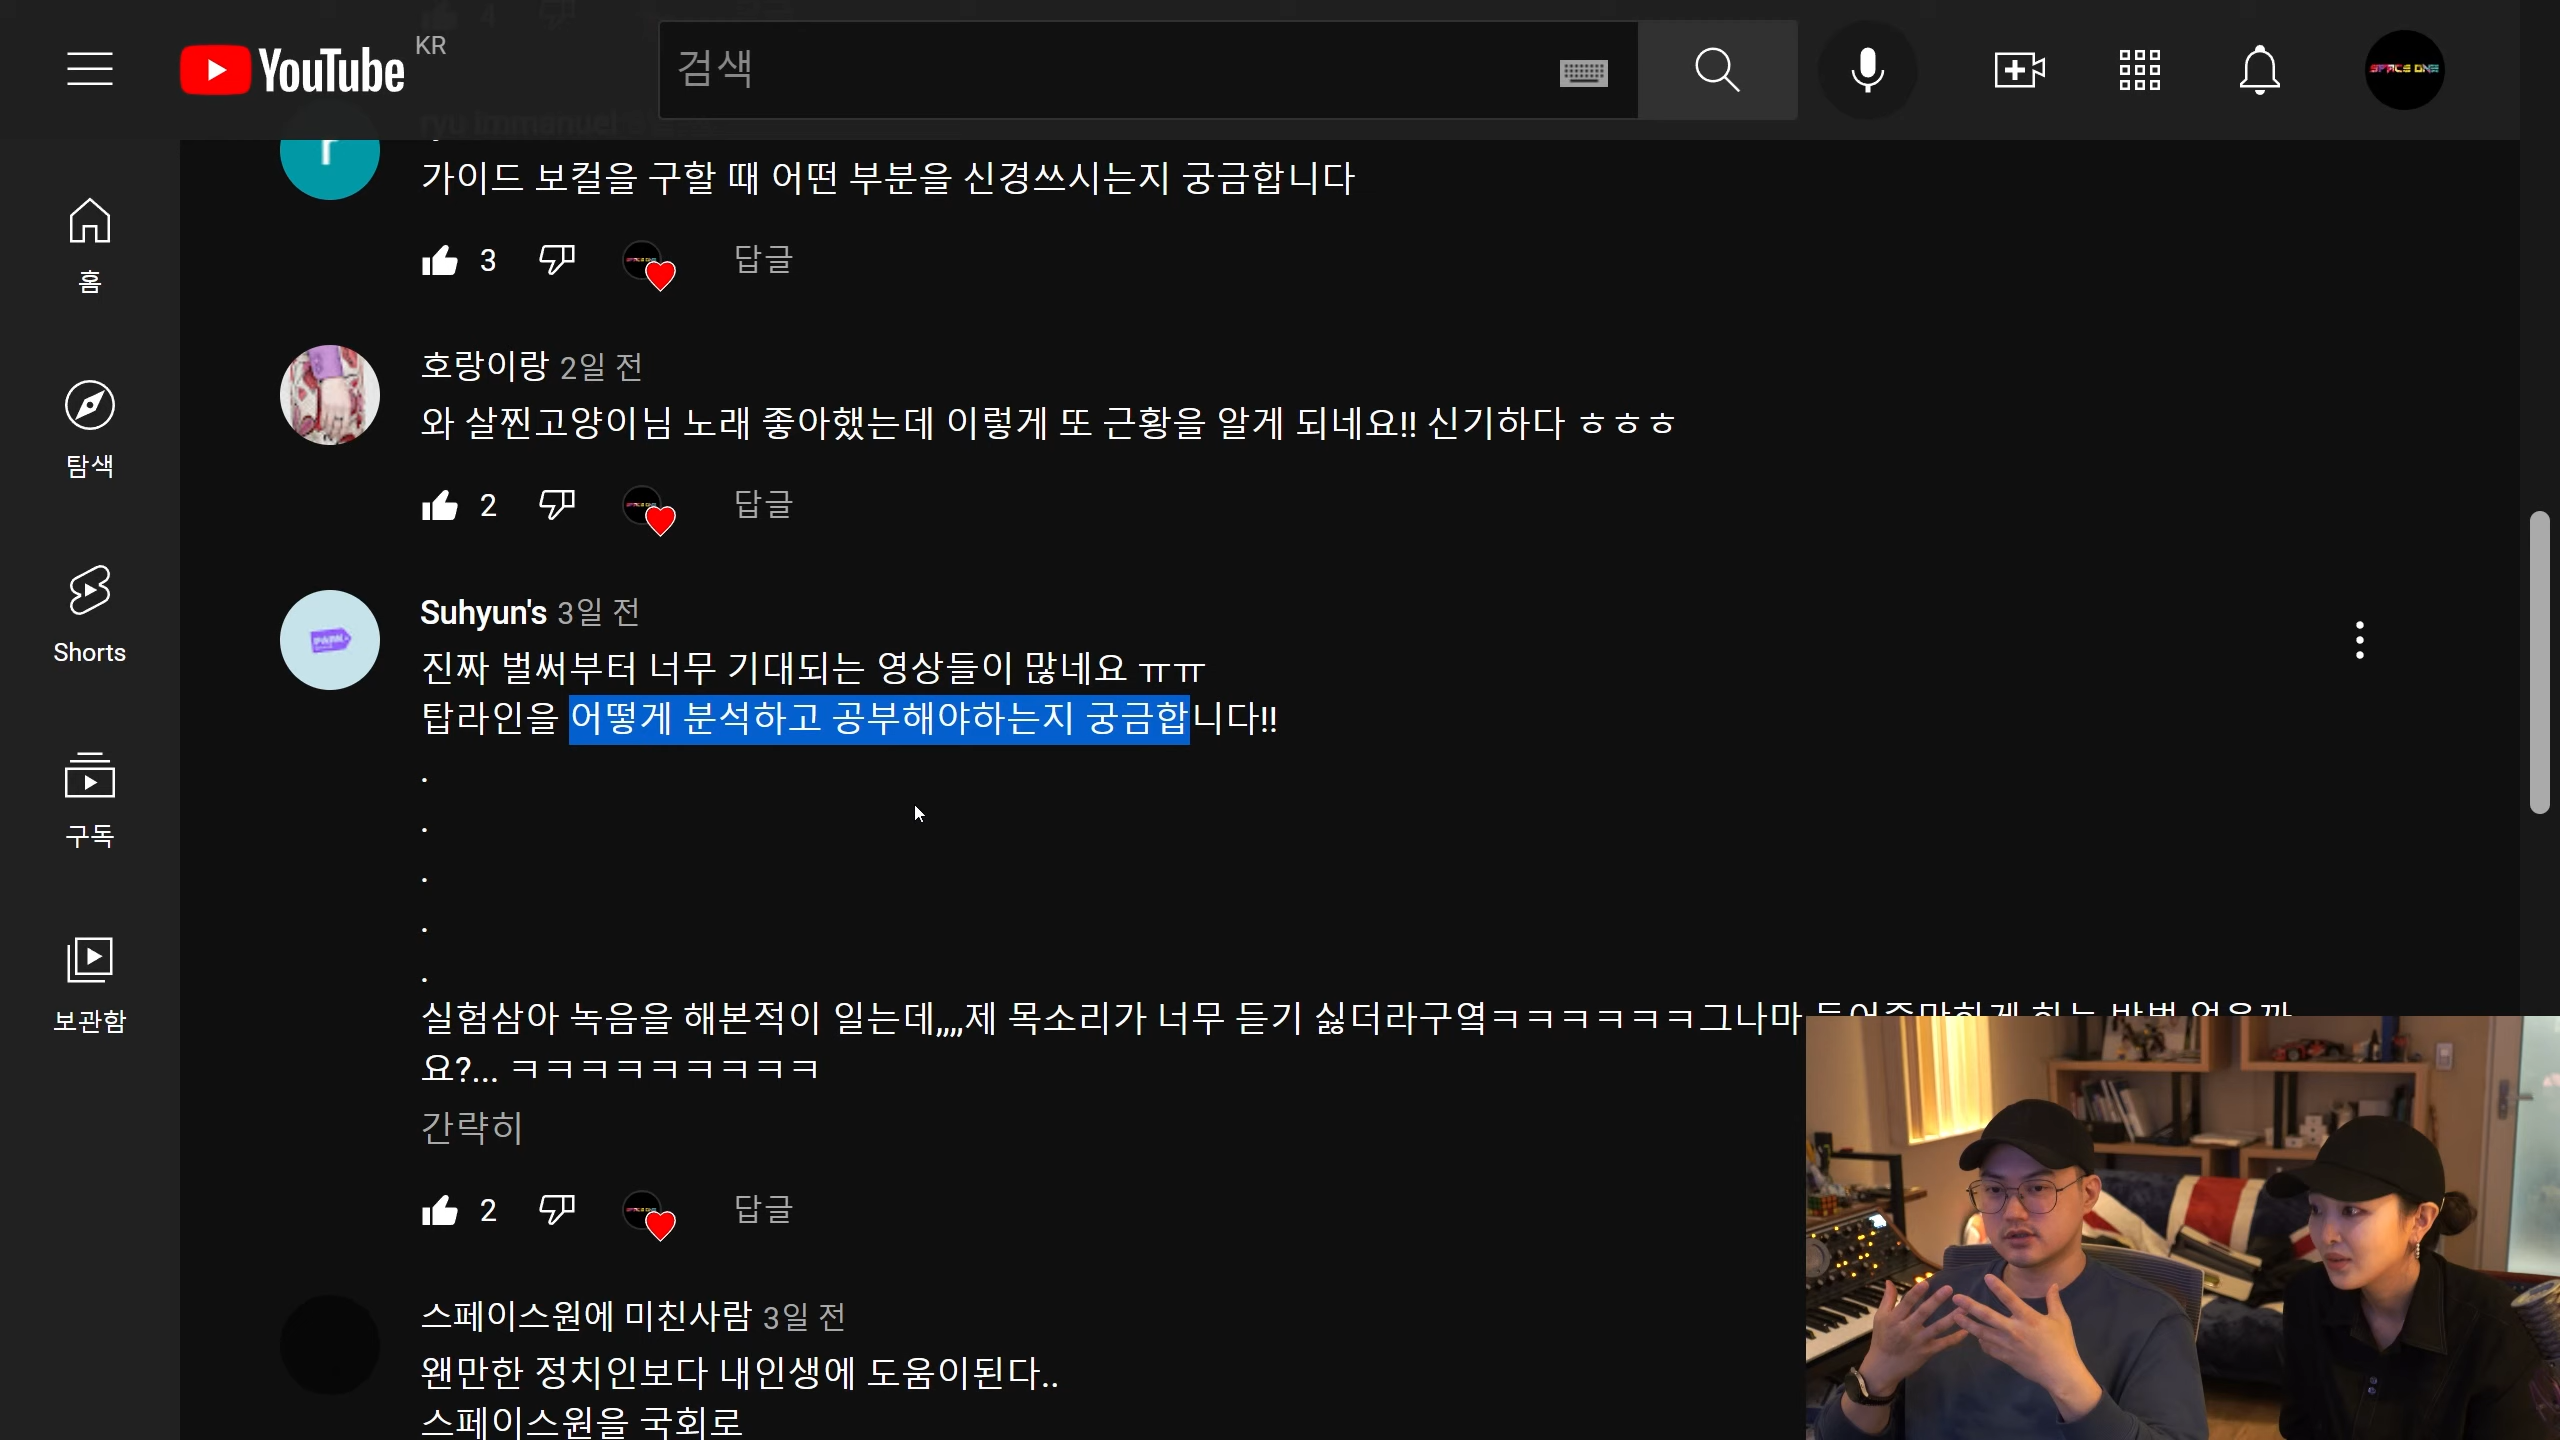 YouTube KR
검색
SPACE ONE
홈
탐색
Shorts
구독
보관함
ryu Immanuel
가이드 보컬을 구할 때 어떤 부분을 신경쓰시는지 궁금합니다
3 답글
호랑이랑 2일 전
와 살찐고양이님 노래 좋아했는데 이렇게 또 근황을 알게 되네요!! 신기하다 ㅎㅎㅎ
2 답글
Suhyun's 3일 전
진짜 벌써부터 너무 기대되는 영상들이 많네요 ㅠㅠ
탑라인을 어떻게 분석하고 공부해야하는지 궁금합니다!!
.
.
.
.
.
실험삼아 녹음을 해본적이 일는데,,,,제 목소리가 너무 듣기 싫더라구옄ㅋㅋㅋㅋㅋㅋ그나마
요?... ㅋㅋㅋㅋㅋㅋㅋㅋㅋ
간략히
2 답글
스페이스원에 미친사람 3일 전
왠만한 정치인보다 내인생에 도움이된다..
스페이스원을 국회로